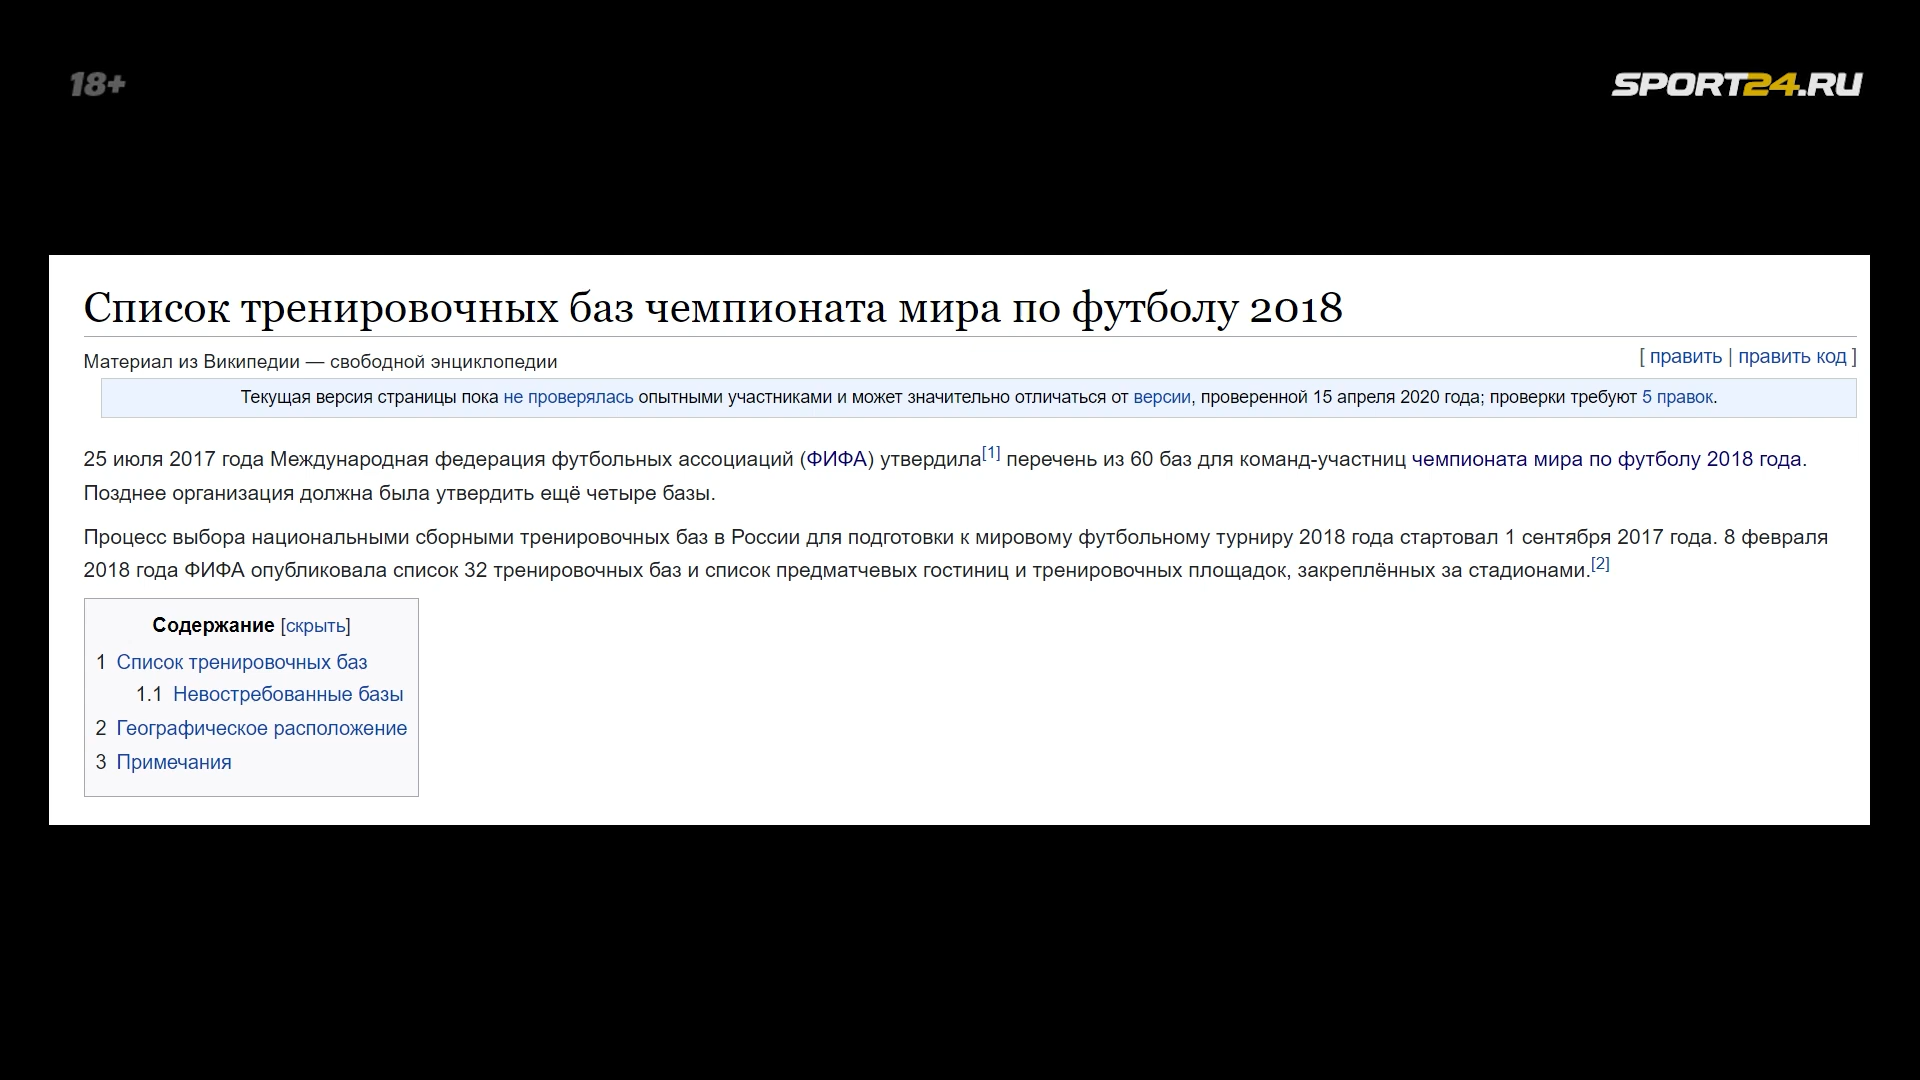 18+
SPORT24.RU
Список тренировочных баз чемпионата мира по футболу 2018
Материал из Википедии — свободной энциклопедии
[ править | править код ]
Текущая версия страницы пока не проверялась опытными участниками и может значительно отличаться от версии, проверенной 15 апреля 2020 года; проверки требуют 5 правок.
25 июля 2017 года Международная федерация футбольных ассоциаций (ФИФА) утвердила[1] перечень из 60 баз для команд-участниц чемпионата мира по футболу 2018 года.
Позднее организация должна была утвердить ещё четыре базы.
Процесс выбора национальными сборными тренировочных баз в России для подготовки к мировому футбольному турниру 2018 года стартовал 1 сентября 2017 года. 8 февраля
2018 года ФИФА опубликовала список 32 тренировочных баз и список предматчевых гостиниц и тренировочных площадок, закреплённых за стадионами.[2]
Содержание [скрыть]
1 Список тренировочных баз
1.1 Невостребованные базы
2 Географическое расположение
3 Примечания